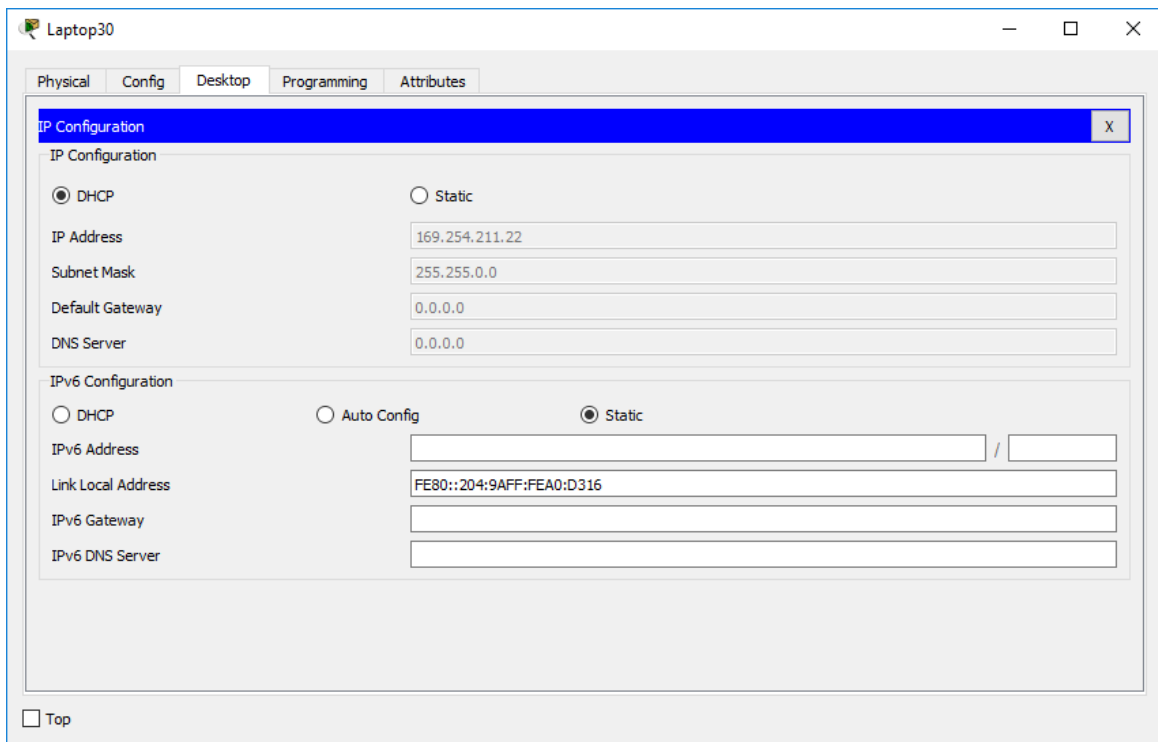 Laptop30
Physical Config Desktop Programming Attributes
IP Configuration X
IP Configuration
DHCP Static
IP Address 169.254.211.22
Subnet Mask 255.255.0.0
Default Gateway 0.0.0.0
DNS Server 0.0.0.0
IPv6 Configuration
DHCP Auto Config Static
IPv6 Address /
Link Local Address FE80::204:9AFF:FEA0:D316
IPv6 Gateway
IPv6 DNS Server
Top